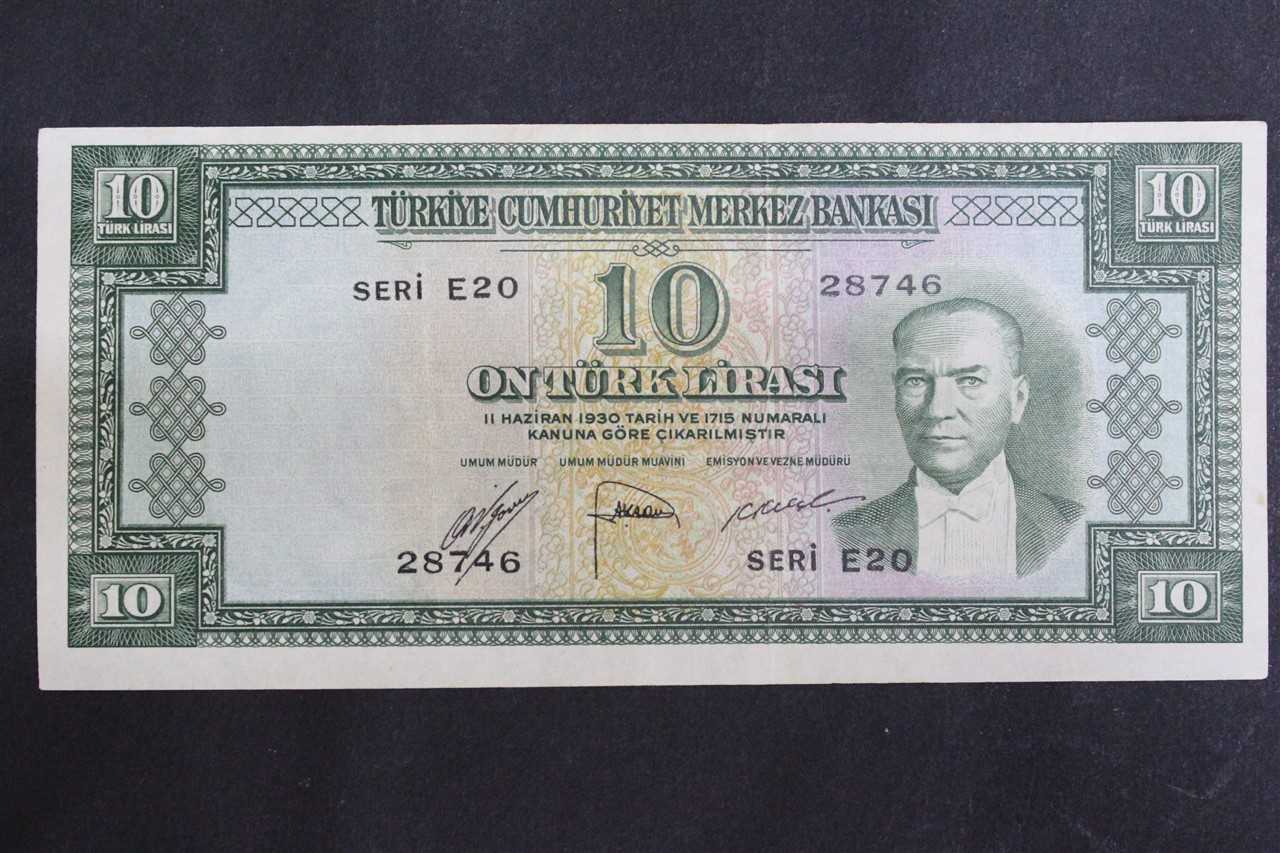 10
TÜRK LİRASI
10
TÜRK LİRASI
TÜRKİYE CUMHURİYET MERKEZ BANKASI
SERİ E20
28746
10
ON TÜRK LİRASI
11 HAZİRAN 1930 TARİH VE 1715 NUMARALI
KANUNA GÖRE ÇIKARILMIŞTIR
UMUM MÜDÜR UMUM MÜDÜR MUAVİNİ EMİSYON VE VEZNE MÜDÜRÜ
28746
SERİ E20
10
10